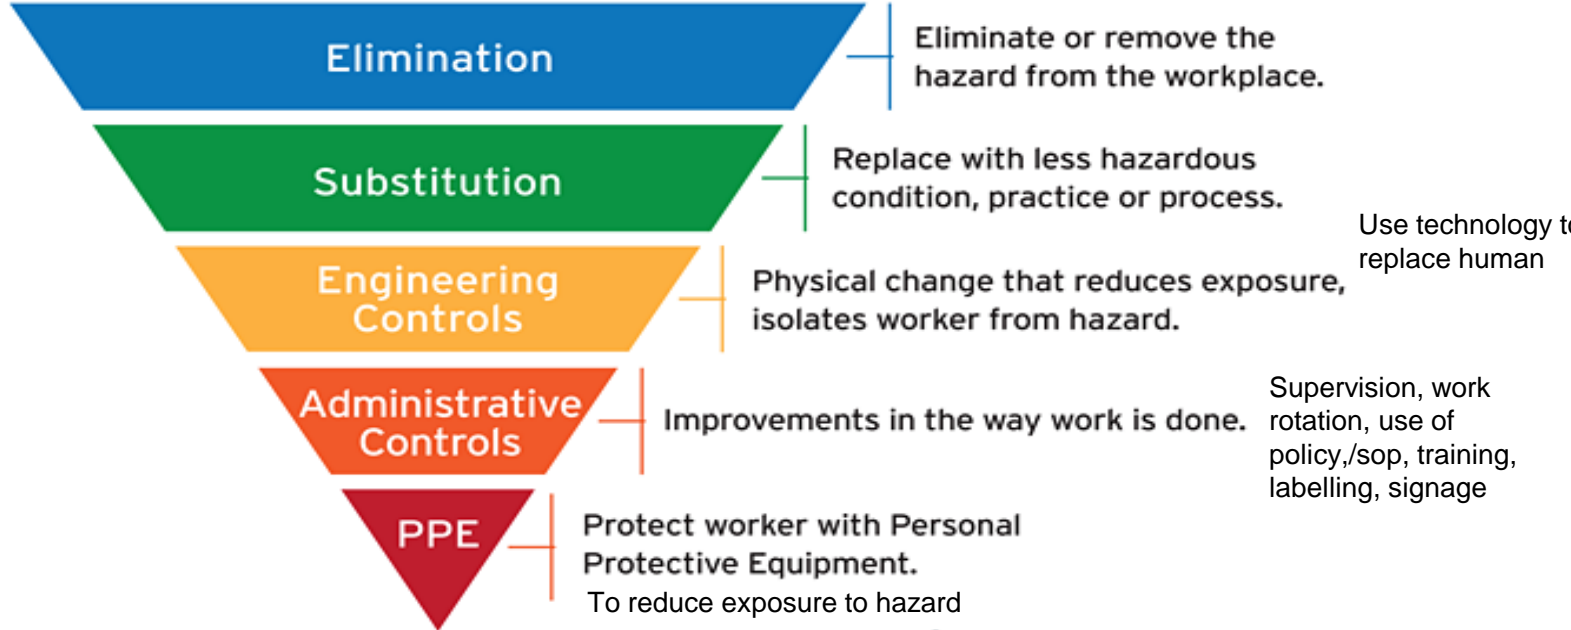 Elimination
Eliminate or remove the
hazard from the workplace.
Substitution
Replace with less hazardous
condition, practice or process.
Use technology to
replace human
Engineering
Controls
Physical change that reduces exposure,
isolates worker from hazard.
Administrative
Controls
Improvements in the way work is done.
Supervision, work
rotation, use of
policy,/sop, training,
labelling, signage
PPE
Protect worker with Personal
Protective Equipment.
To reduce exposure to hazard